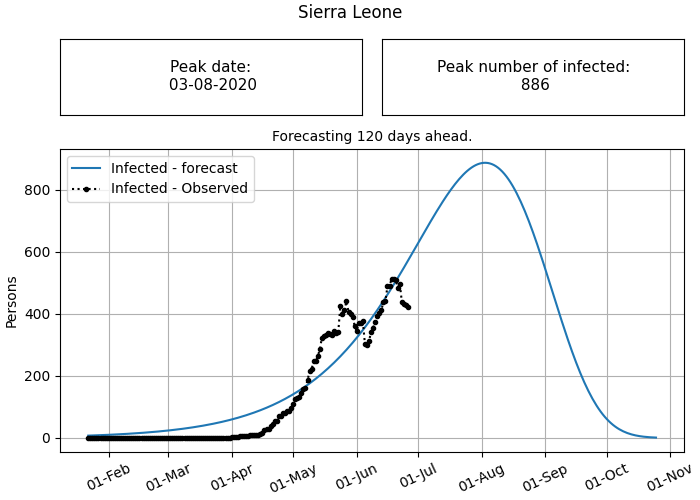 Sierra Leone
Peak date:
03-08-2020
Peak number of infected:
886
Forecasting 120 days ahead.
Infected - forecast
Infected - Observed
Persons
800
600
400
200
0
01-Feb
01-Mar
01-Apr
01-May
01-Jun
01-Jul
01-Aug
01-Sep
01-Oct
01-Nov